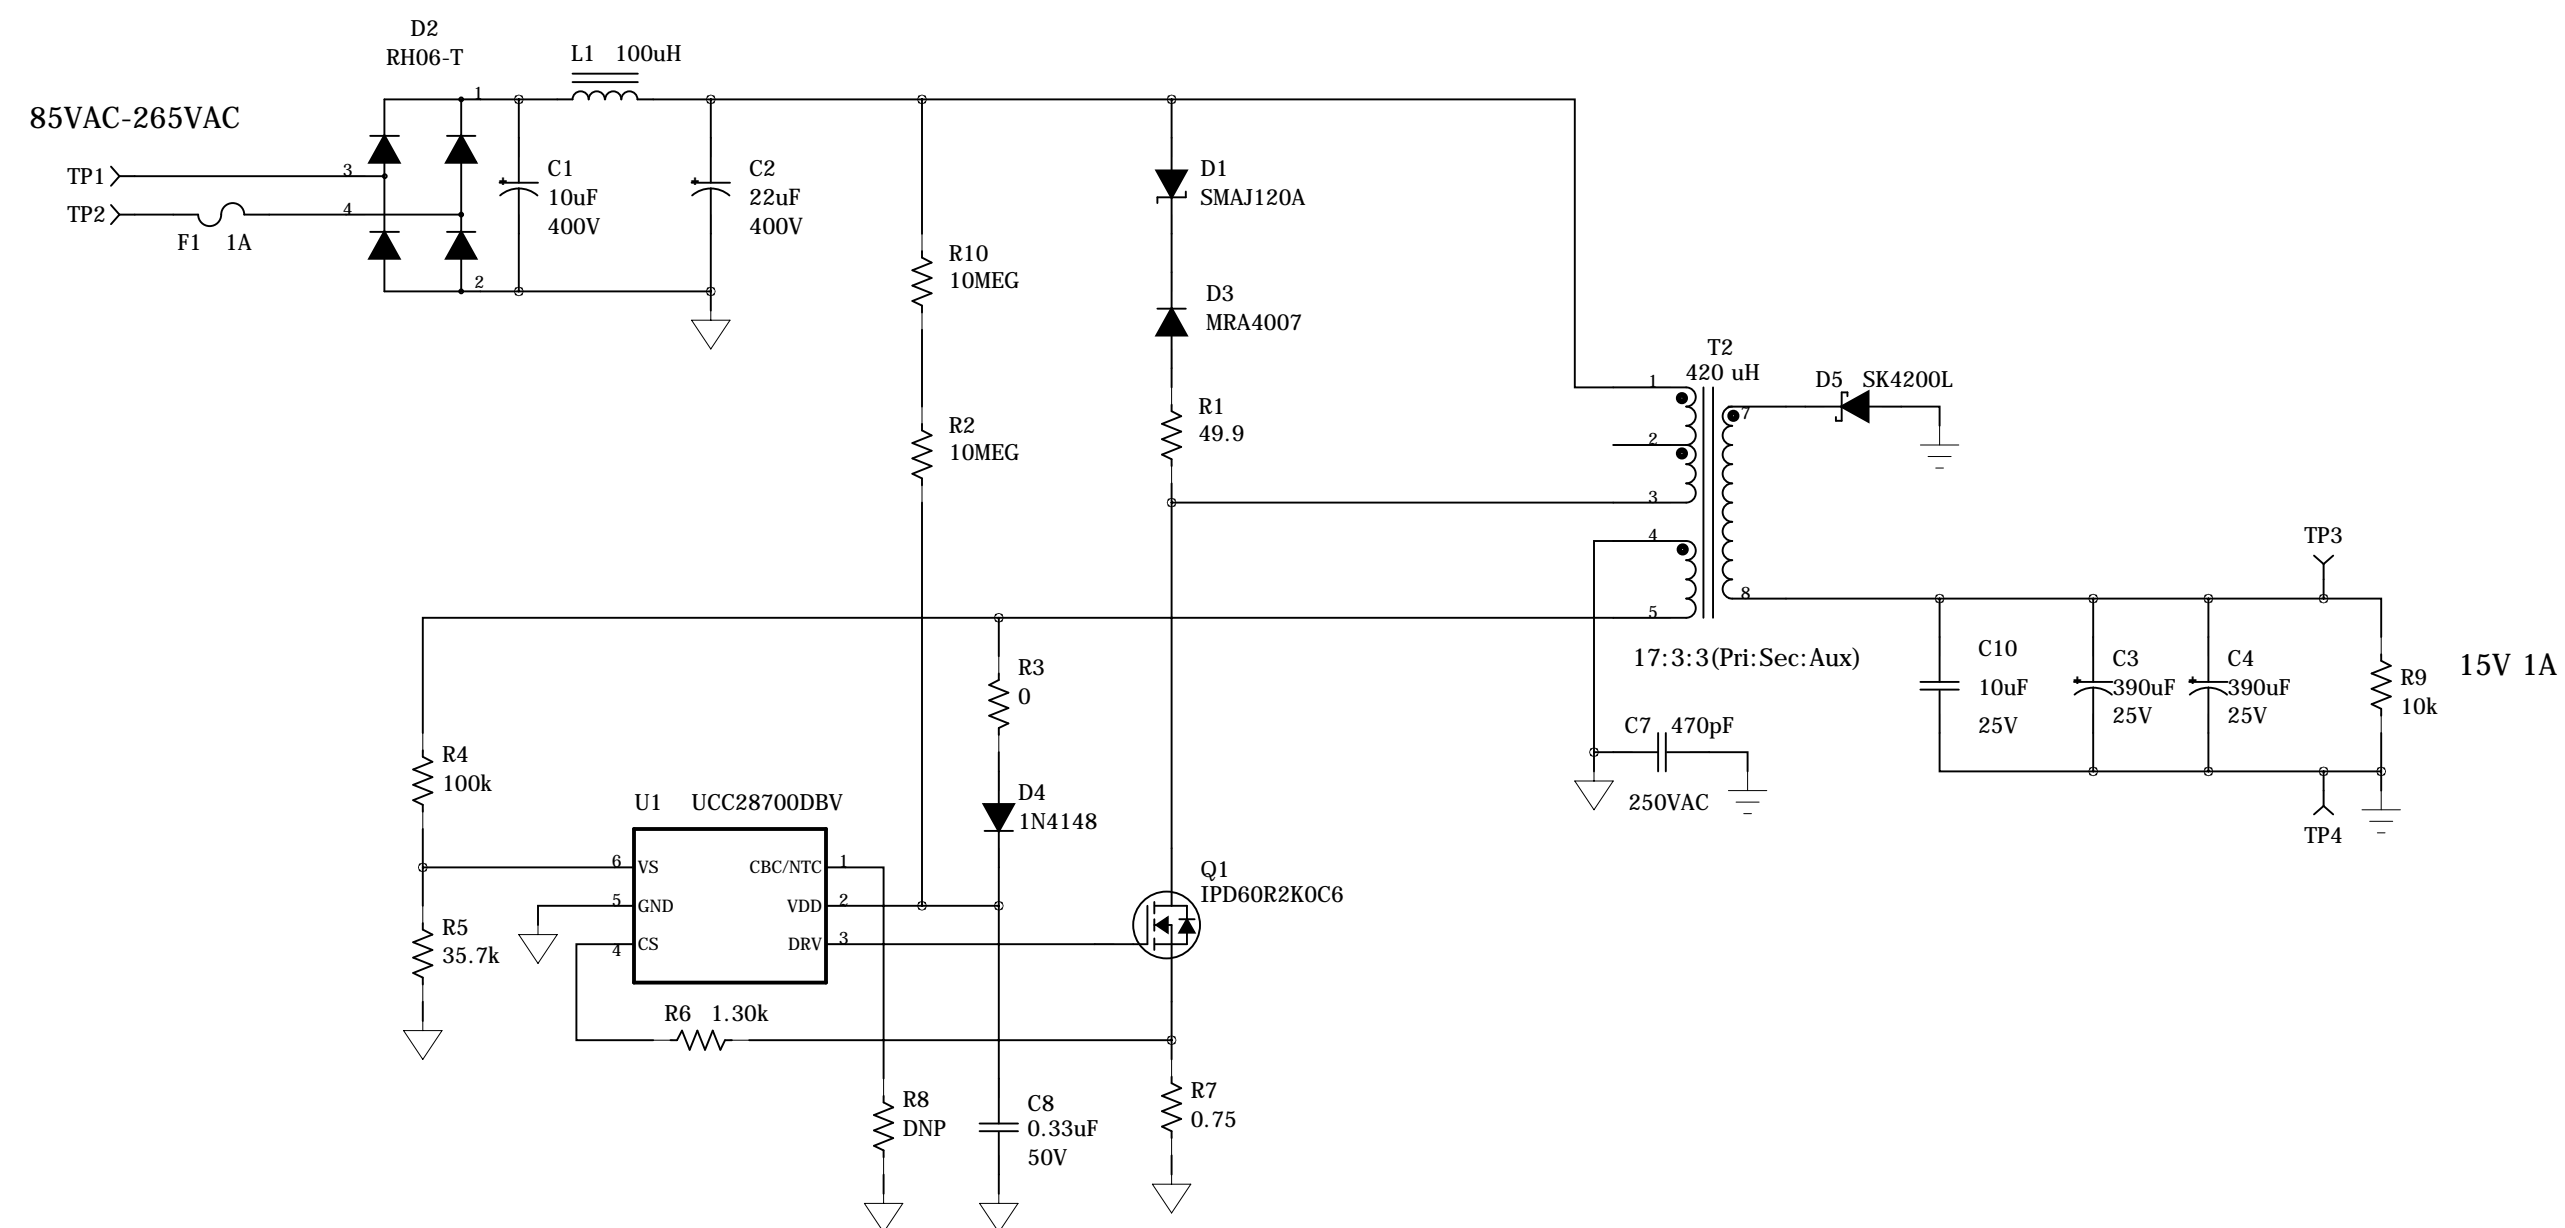 D2
RH06-T
L1 100uH
1
85VAC-265VAC
TP1
3
TP2
4
F1 1A
2
C1
10uF
400V
C2
22uF
400V
D1
SMAJ120A
R10
10MEG
D3
MRA4007
R2
10MEG
R1
49.9
T2
420 uH
1
2
3
4
5
7
8
D5 SK4200L
17:3:3(Pri:Sec:Aux)
TP3
C10
10uF
25V
C3
390uF
25V
C4
390uF
25V
R9
10k
15V 1A
TP4
C7 470pF
250VAC
R3
0
R4
100k
D4
1N4148
U1 UCC28700DBV
6 VS
5 GND
4 CS
CBC/NTC 1
VDD 2
DRV 3
Q1
IPD60R2K0C6
R5
35.7k
R6 1.30k
R8
DNP
C8
0.33uF
50V
R7
0.75